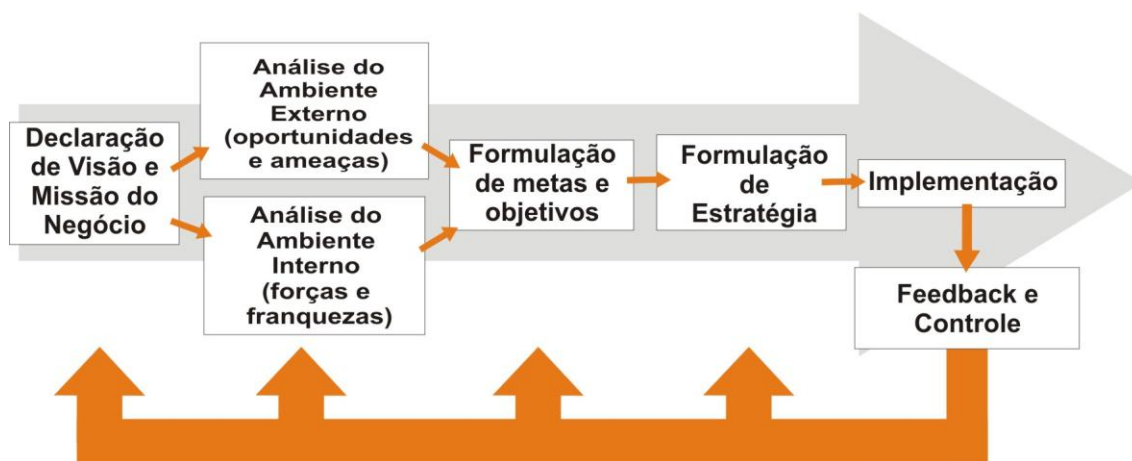 Declaração
de Visão e
Missão do
Negócio
Análise do
Ambiente
Externo
(oportunidades
e ameaças)
Análise do
Ambiente
Interno
(forças e
franquezas)
Formulação
de metas e
objetivos
Formulação
de
Estratégia
Implementação
Feedback e
Controle